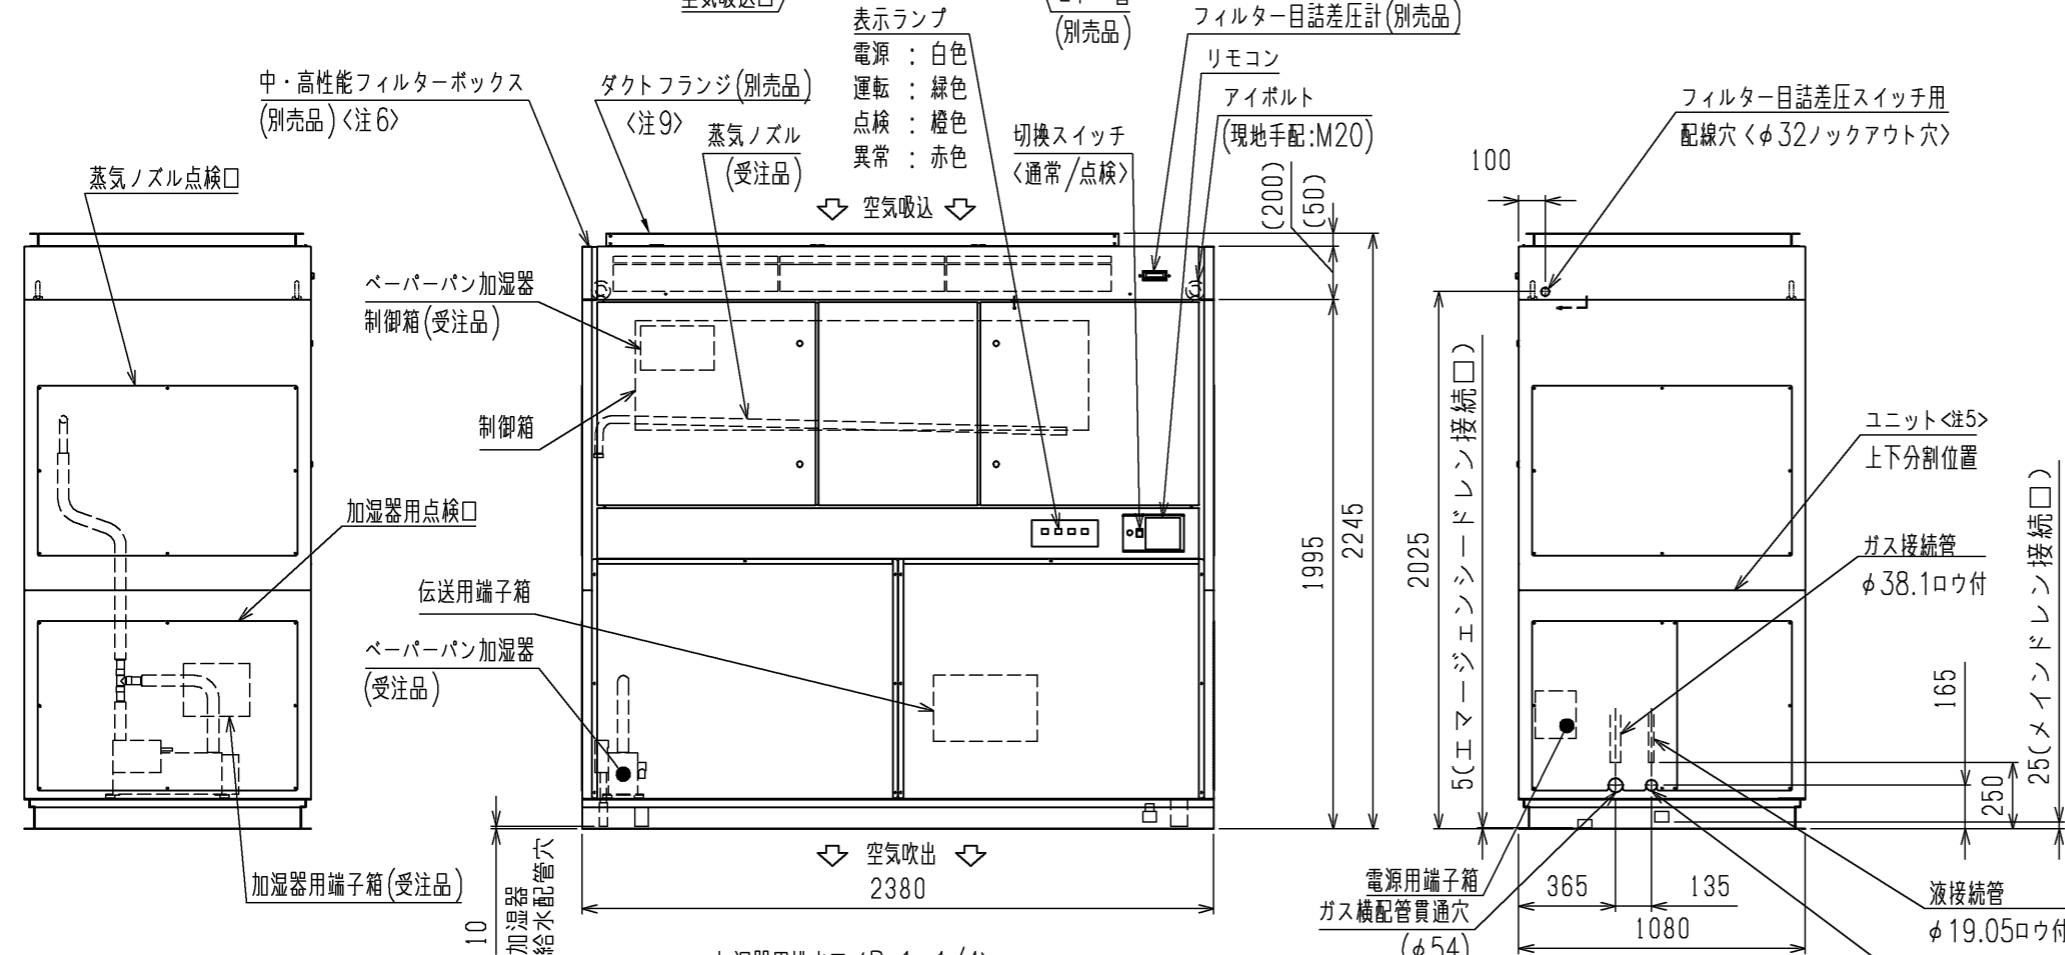 空気吸込口
(別売品)
表示ランプ
電源 : 白色
運転 : 緑色
点検 : 橙色
異常 : 赤色
フィルター目詰差圧計(別売品)
リモコン
アイボルト
(現地手配:M20)
切換スイッチ
〈通常/点検〉
中・高性能フィルターボックス
(別売品)〈注6〉
ダクトフランジ(別売品)
〈注9〉
蒸気ノズル
(受注品)
空気吸込
フィルター目詰差圧スイッチ用
配線穴〈φ32ノックアウト穴〉
100
(200)
(50)
蒸気ノズル点検口
ベーパーパン加湿器
制御箱(受注品)
制御箱
加湿器用点検口
伝送用端子箱
ベーパーパン加湿器
(受注品)
加湿器用端子箱(受注品)
10
加湿器
給水配管穴
空気吹出
2380
1995
2245
2025
5(エマージェンシードレン接続口)
ユニット<注5>
上下分割位置
ガス接続管
φ38.1ロウ付
165
250
25(メインドレン接続口)
電源用端子箱
ガス横配管貫通穴
(φ54)
365
135
1080
液接続管
φ19.05ロウ付